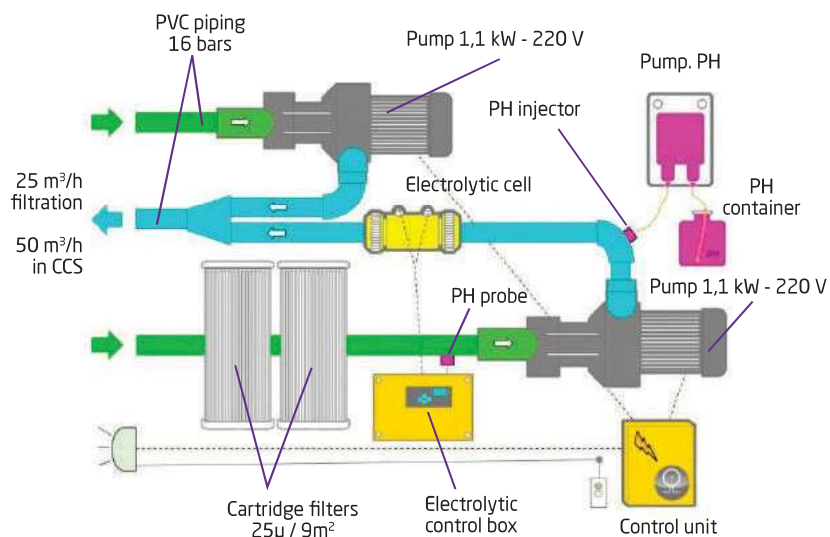 PVC piping
16 bars
Pump 1,1 kW - 220 V
Pump. PH
PH injector
25 m³/h
filtration
Electrolytic cell
PH
container
50 m³/h
in CCS
PH
Pump 1,1 kW - 220 V
PH probe
Cartridge filters
25µ / 9m²
Electrolytic
control box
Control unit